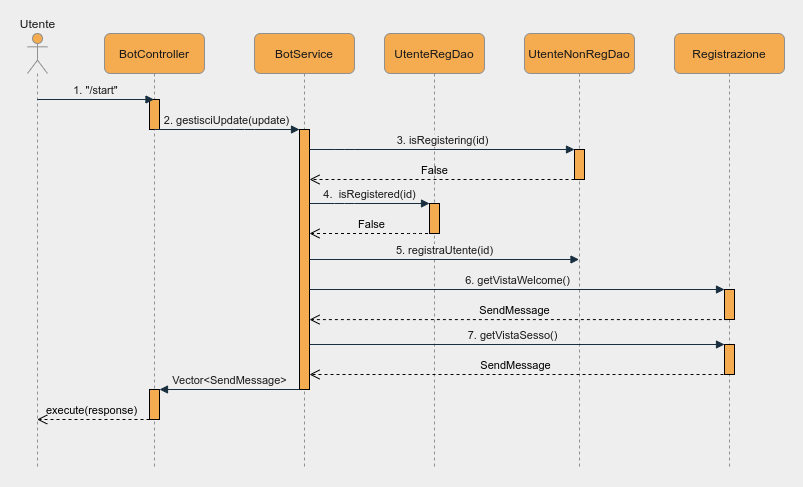 Utente
BotController
BotService
UtenteRegDao
UtenteNonRegDao
Registrazione
1. "/start"
2. gestisciUpdate(update)
3. isRegistering(id)
False
4. isRegistered(id)
False
5. registraUtente(id)
6. getVistaWelcome()
SendMessage
7. getVistaSesso()
SendMessage
Vector<SendMessage>
execute(response)